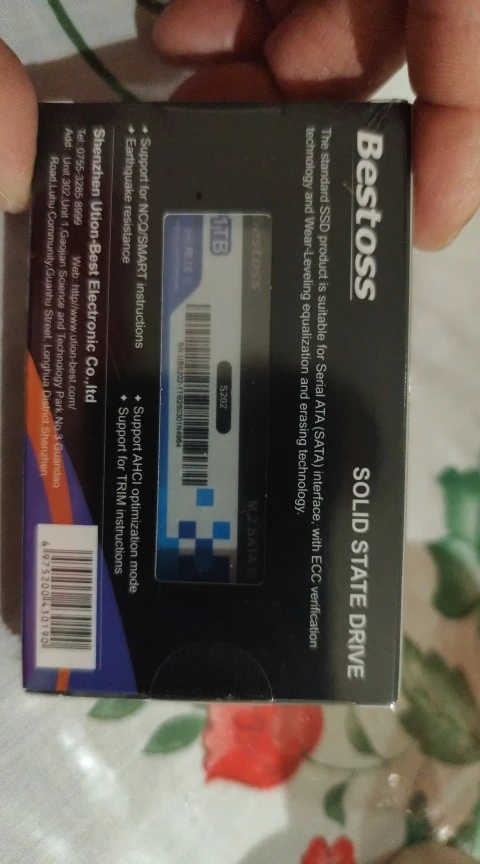 Bestoss
SOLID STATE DRIVE
The standard SSD product is suitable for Serial ATA (SATA) interface, with ECC verification
technology and Wear-Leveling equalization and erasing technology.
estoss
M.2 SATA III
1TB
S202
Support for NCQ/SMART instructions
Support AHCI optimization mode
Earthquake resistance
Support for TRIM instructions
Shenzhen Ution-Best Electronic Co.,ltd
Tel: 0755-3285 8999 Web: http//www.ution-best.com/
Add: Unit 302,Unit 1,Gaojian Science and Technology Park,No.3 Guandao
Road,Luhu Community,Guanhu Street, Longhua District Shenzhen
6975200430190